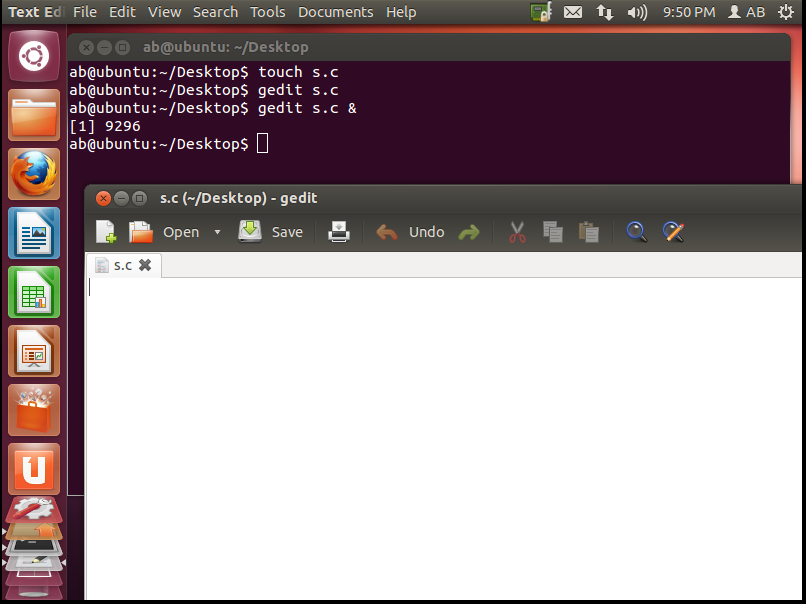 Text Edi File Edit View Search Tools Documents Help 9:50 PM AB
ab@ubuntu: ~/Desktop
ab@ubuntu:~/Desktop$ touch s.c
ab@ubuntu:~/Desktop$ gedit s.c
ab@ubuntu:~/Desktop$ gedit s.c &
[1] 9296
ab@ubuntu:~/Desktop$
s.c (~/Desktop) - gedit
Open Save Undo
s.c